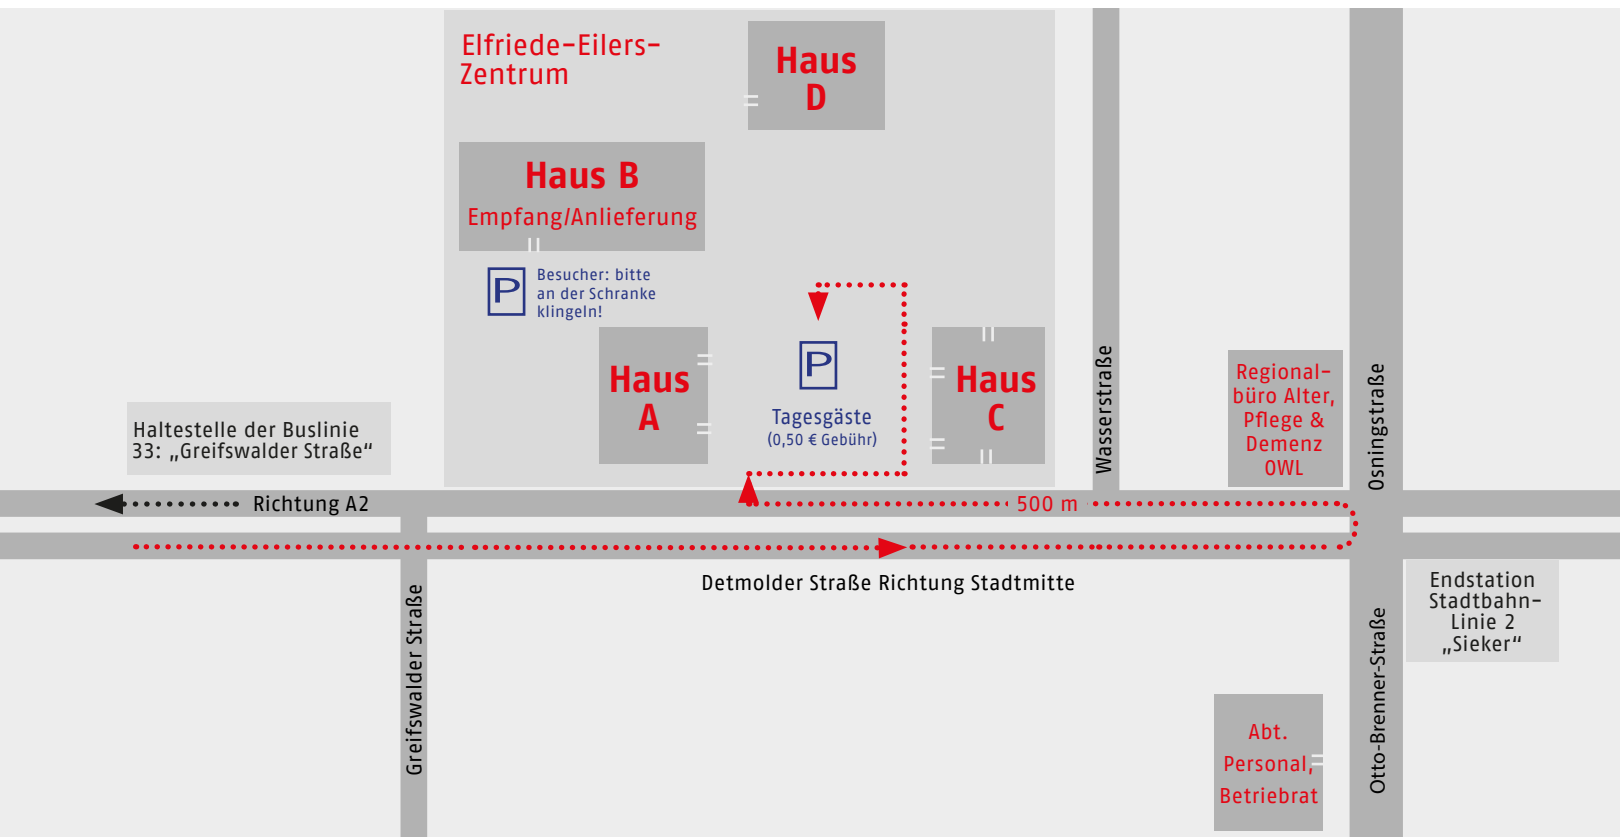 Elfriede-Eilers-
Zentrum
Haus
D
Haus B
Empfang/Anlieferung
P
Besucher: bitte
an der Schranke
klingeln!
Haus
A
P
Tagesgäste
(0,50 € Gebühr)
Haus
C
Wasserstraße
Regional-
büro Alter,
Pflege &
Demenz
OWL
Osningstraße
Haltestelle der Buslinie
33: „Greifswalder Straße“
Richtung A2
500 m
Detmolder Straße Richtung Stadtmitte
Greifswalder Straße
Endstation
Stadtbahn-
Linie 2
„Sieker“
Otto-Brenner-Straße
Abt.
Personal,
Betriebrat